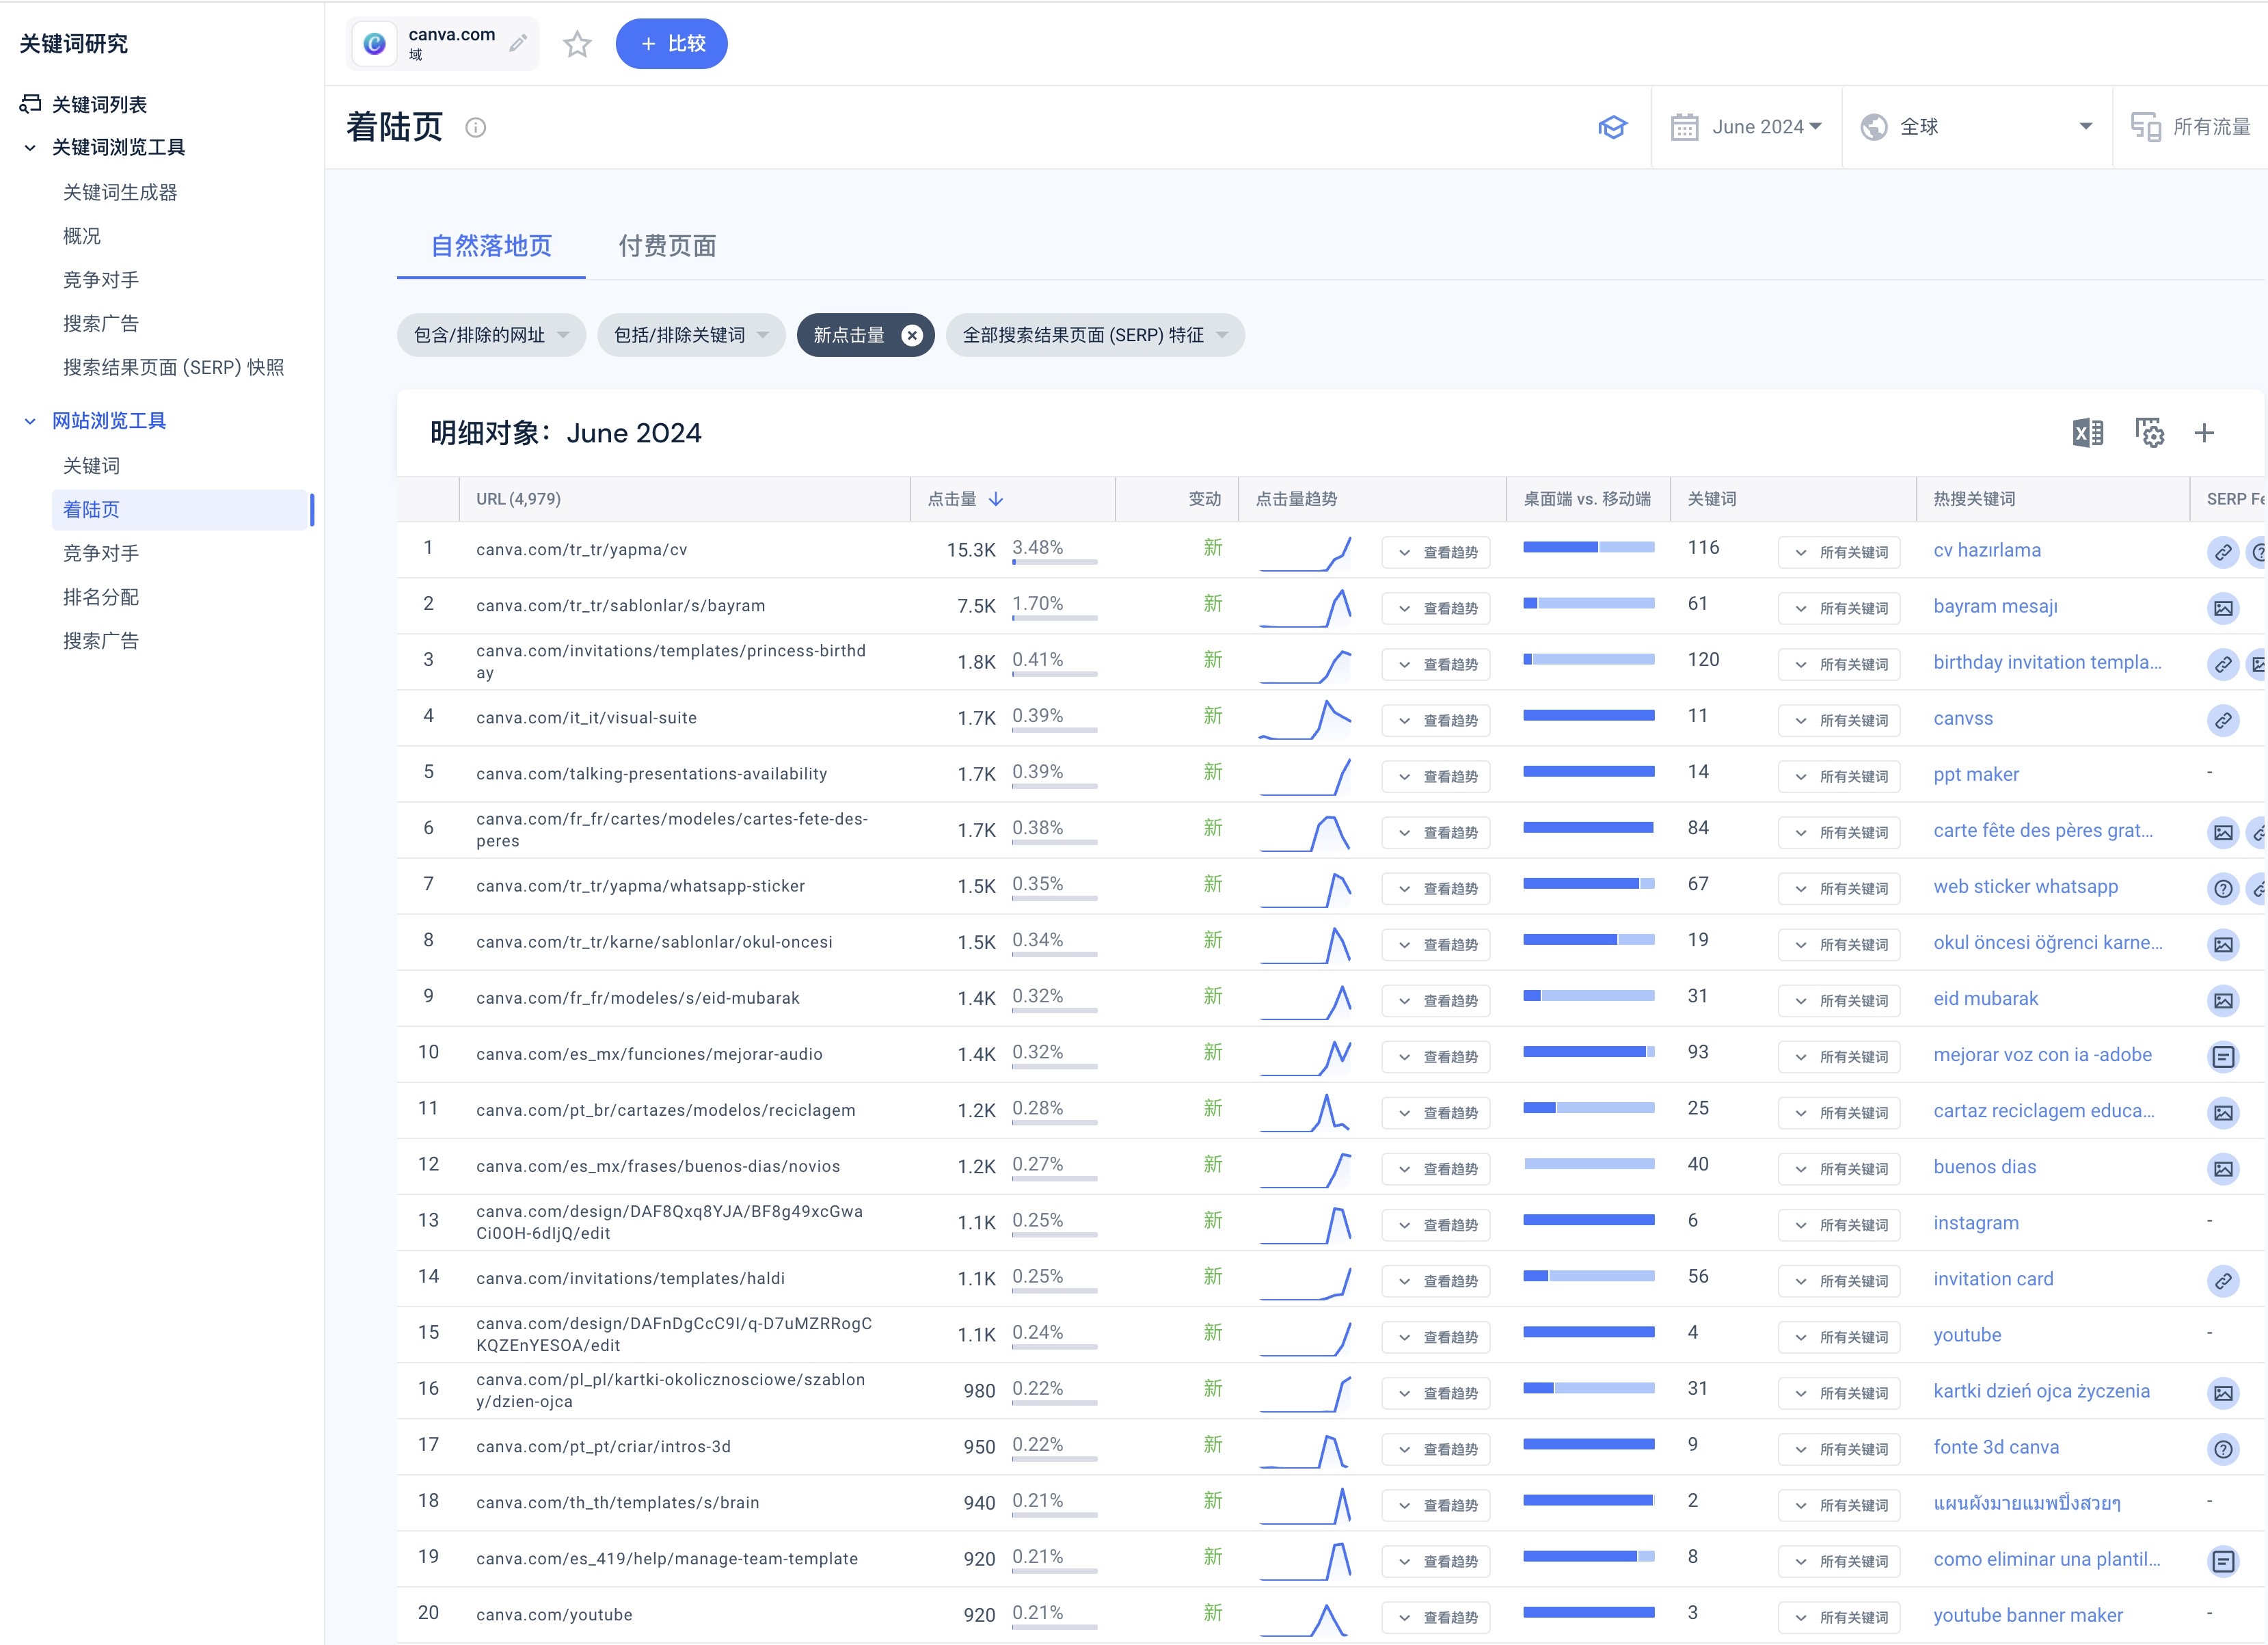 关键词研究
关键词列表
关键词浏览工具
关键词生成器
概况
竞争对手
搜索广告
搜索结果页面 (SERP) 快照
网站浏览工具
关键词
着陆页
竞争对手
排名分配
搜索广告
canva.com
域
+ 比较
着陆页
June 2024
全球
所有流量
自然落地页 付费页面
包含/排除的网址 包括/排除关键词 新点击量 全部搜索结果页面 (SERP) 特征
明细对象：June 2024
URL (4,979) 点击量 变动 点击量趋势 桌面端 vs. 移动端 关键词 热搜关键词 SERP
1 canva.com/tr_tr/yapma/cv 15.3K 3.48% 新 查看趋势 116 所有关键词 cv hazırlama
2 canva.com/tr_tr/sablonlar/s/bayram 7.5K 1.70% 新 查看趋势 61 所有关键词 bayram mesajı
3 canva.com/invitations/templates/princess-birthd
ay 1.8K 0.41% 新 查看趋势 120 所有关键词 birthday invitation templa...
4 canva.com/it_it/visual-suite 1.7K 0.39% 新 查看趋势 11 所有关键词 canvss
5 canva.com/talking-presentations-availability 1.7K 0.39% 新 查看趋势 14 所有关键词 ppt maker -
6 canva.com/fr_fr/cartes/modeles/cartes-fete-des-
peres 1.7K 0.38% 新 查看趋势 84 所有关键词 carte fête des pères grat...
7 canva.com/tr_tr/yapma/whatsapp-sticker 1.5K 0.35% 新 查看趋势 67 所有关键词 web sticker whatsapp
8 canva.com/tr_tr/karne/sablonlar/okul-oncesi 1.5K 0.34% 新 查看趋势 19 所有关键词 okul öncesi öğrenci karne...
9 canva.com/fr_fr/modeles/s/eid-mubarak 1.4K 0.32% 新 查看趋势 31 所有关键词 eid mubarak
10 canva.com/es_mx/funciones/mejorar-audio 1.4K 0.32% 新 查看趋势 93 所有关键词 mejorar voz con ia -adobe
11 canva.com/pt_br/cartazes/modelos/reciclagem 1.2K 0.28% 新 查看趋势 25 所有关键词 cartaz reciclagem educa...
12 canva.com/es_mx/frases/buenos-dias/novios 1.2K 0.27% 新 查看趋势 40 所有关键词 buenos dias
13 canva.com/design/DAF8Qxq8YJA/BF8g49xcGwa
Ci0OH-6dIjQ/edit 1.1K 0.25% 新 查看趋势 6 所有关键词 instagram -
14 canva.com/invitations/templates/haldi 1.1K 0.25% 新 查看趋势 56 所有关键词 invitation card
15 canva.com/design/DAFnDgCcC9I/q-D7uMZRRogC
KQZEnYESOA/edit 1.1K 0.24% 新 查看趋势 4 所有关键词 youtube -
16 canva.com/pl_pl/kartki-okolicznosciowe/szablon
y/dzien-ojca 980 0.22% 新 查看趋势 31 所有关键词 kartki dzień ojca życzenia
17 canva.com/pt_pt/criar/intros-3d 950 0.22% 新 查看趋势 9 所有关键词 fonte 3d canva
18 canva.com/th_th/templates/s/brain 940 0.21% 新 查看趋势 2 所有关键词 แผนผังมายแมพปิ้งสวยๆ -
19 canva.com/es_419/help/manage-team-template 920 0.21% 新 查看趋势 8 所有关键词 como eliminar una plantil...
20 canva.com/youtube 920 0.21% 新 查看趋势 3 所有关键词 youtube banner maker -